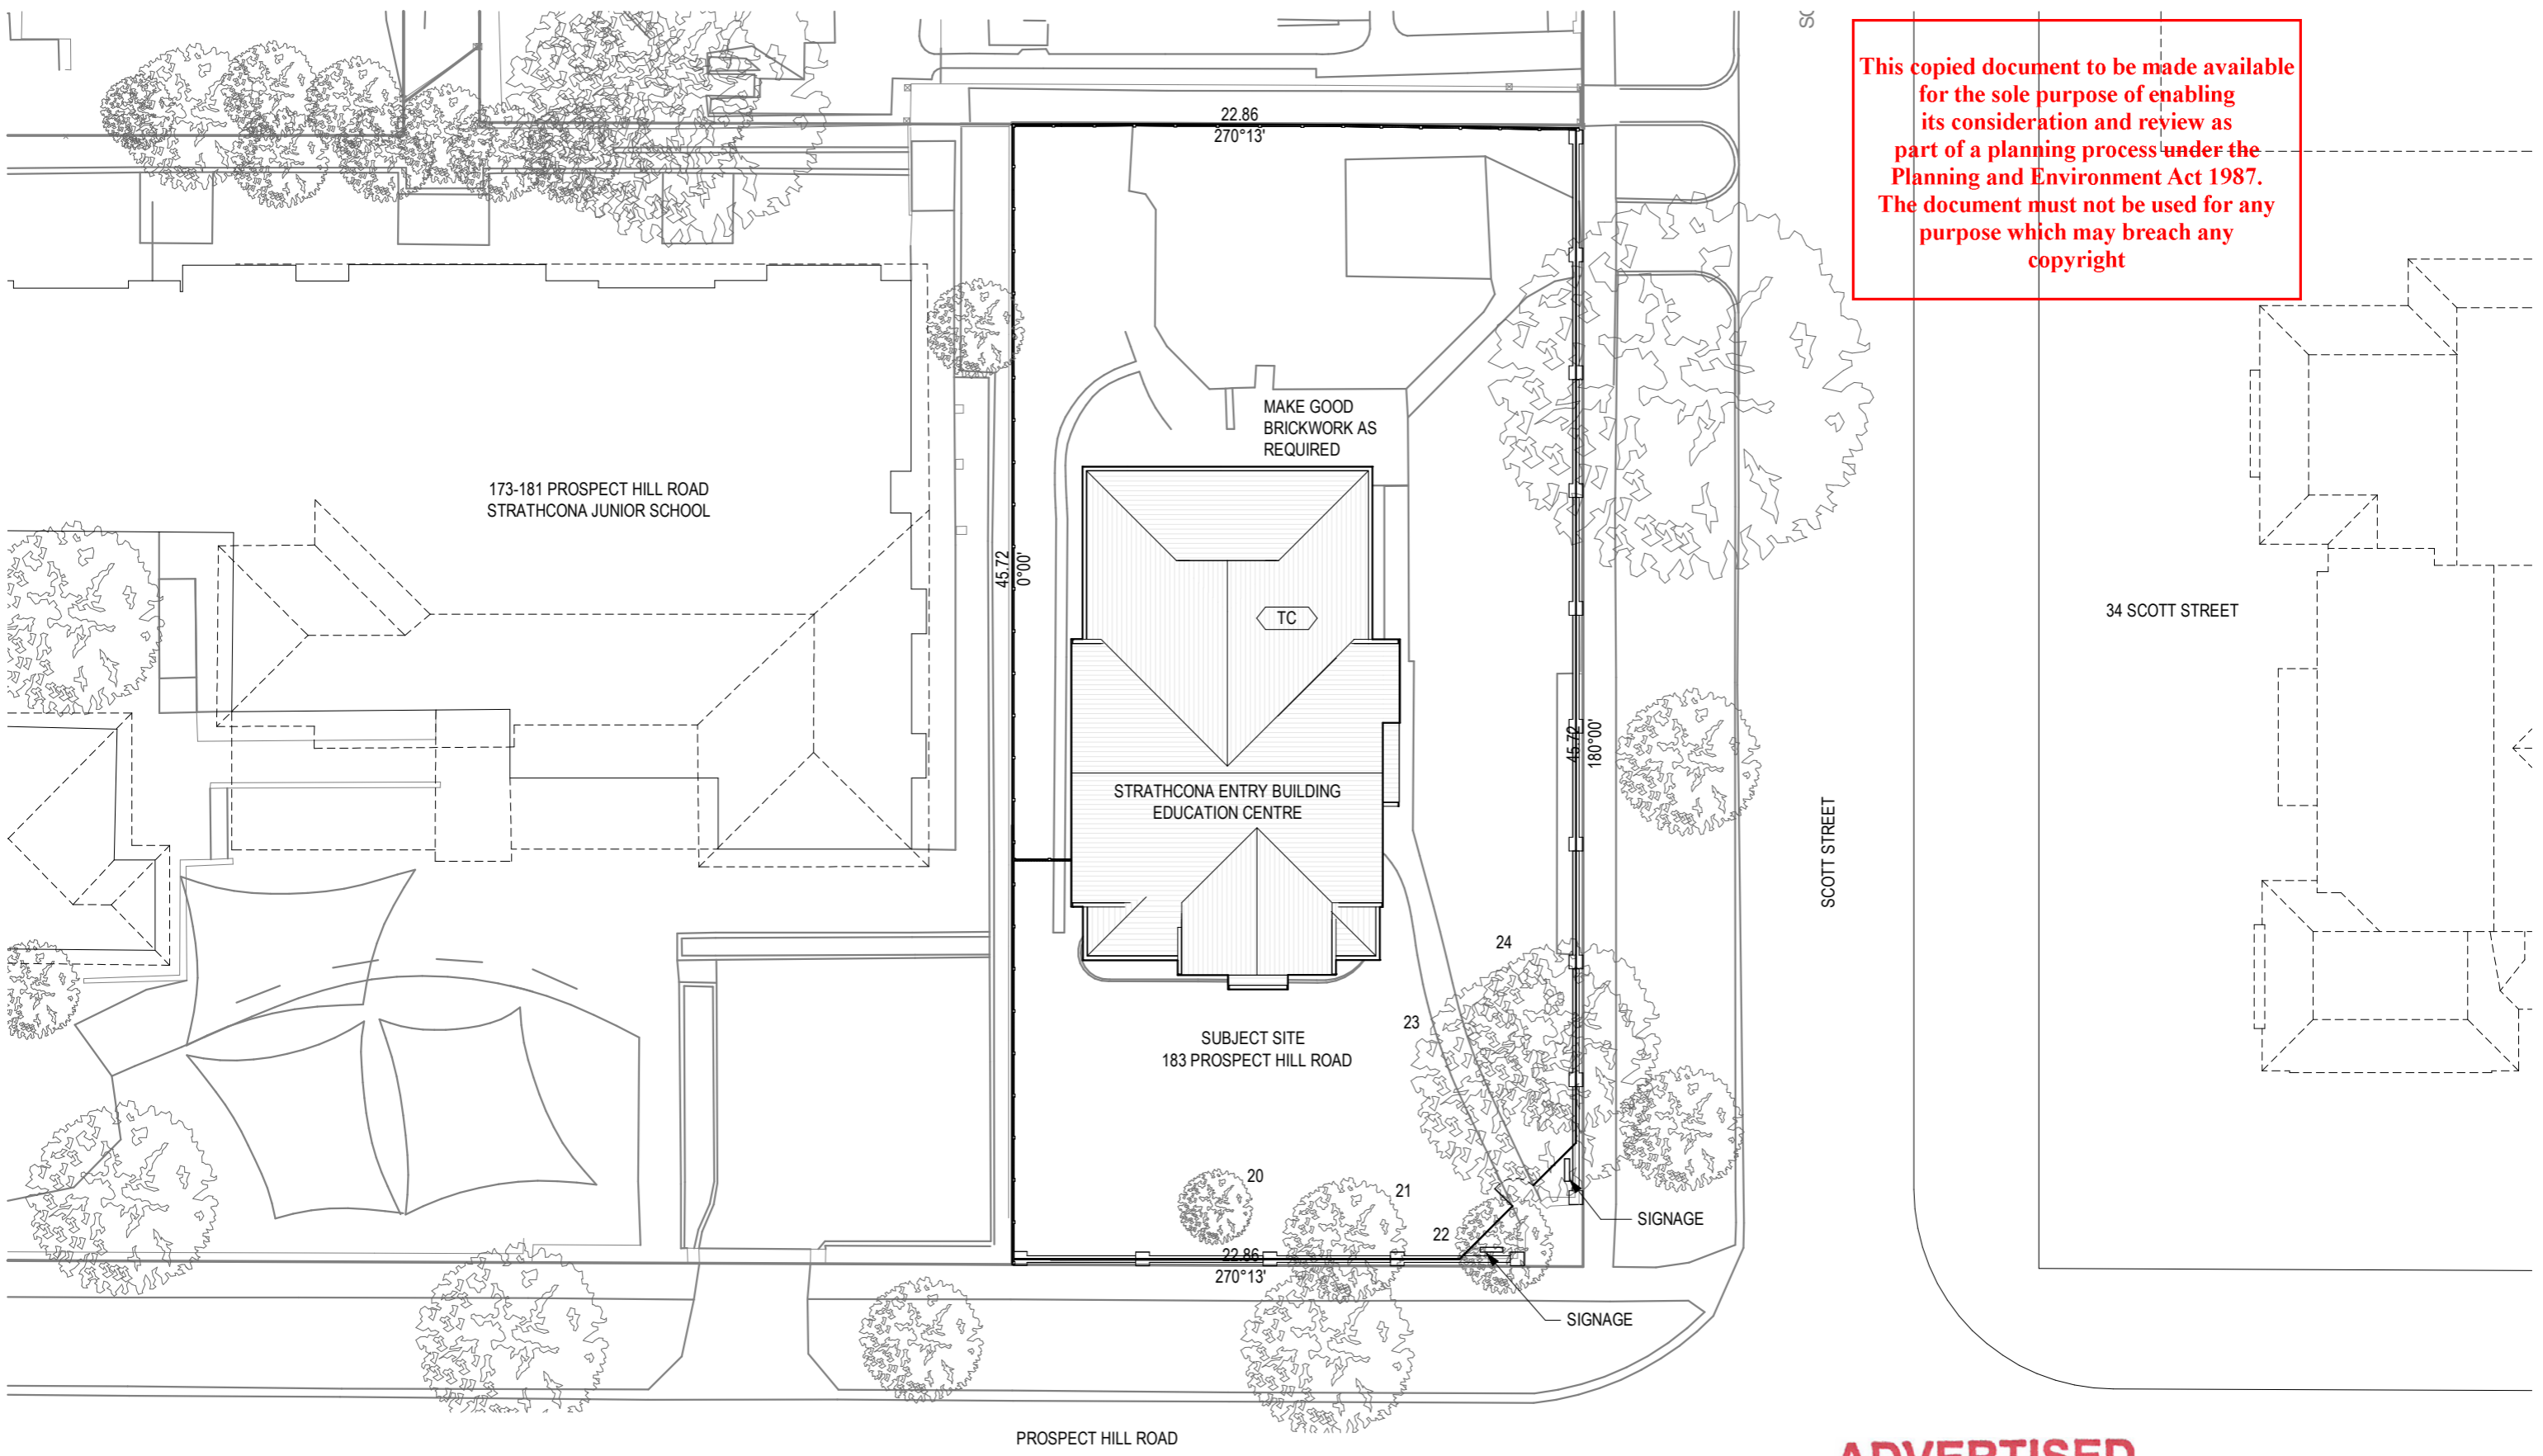 This copied document to be made available
for the sole purpose of enabling
its consideration and review as
part of a planning process under the
Planning and Environment Act 1987.
The document must not be used for any
purpose which may breach any
copyright
22.86
270°13'
MAKE GOOD
BRICKWORK AS
REQUIRED
173-181 PROSPECT HILL ROAD
STRATHCONA JUNIOR SCHOOL
45.72
0°00'
TC
34 SCOTT STREET
45.72
180°00'
STRATHCONA ENTRY BUILDING
EDUCATION CENTRE
SCOTT STREET
24
23
SUBJECT SITE
183 PROSPECT HILL ROAD
20
21
22
SIGNAGE
22.86
270°13'
SIGNAGE
PROSPECT HILL ROAD
ADVERTISED